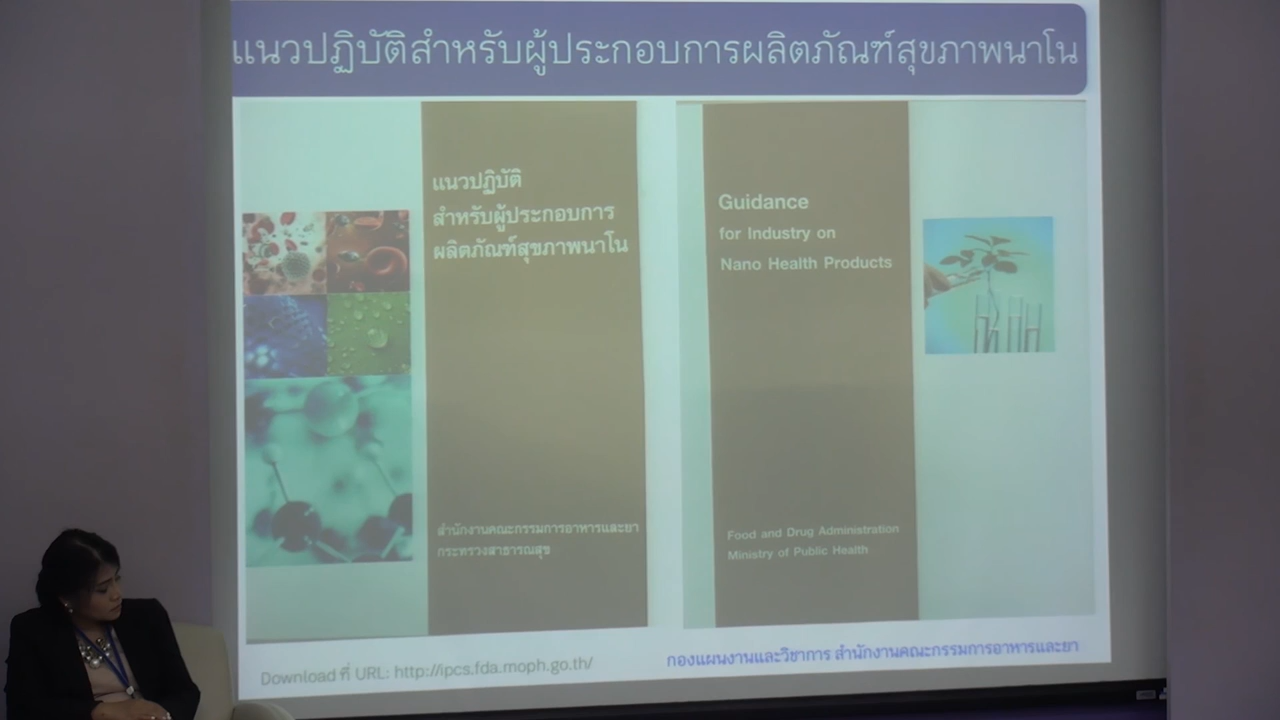 แนวปฏิบัติสำหรับผู้ประกอบการผลิตภัณฑ์สุขภาพนาโน
แนวปฏิบัติ
สำหรับผู้ประกอบการ
ผลิตภัณฑ์สุขภาพนาโน
สำนักงานคณะกรรมการอาหารและยา
กระทรวงสาธารณสุข
Guidance
for Industry on
Nano Health Products
Food and Drug Administration
Ministry of Public Health
Download ที่ URL: http://ipcs.fda.moph.go.th/
กองแผนงานและวิชาการ สำนักงานคณะกรรมการอาหารและยา